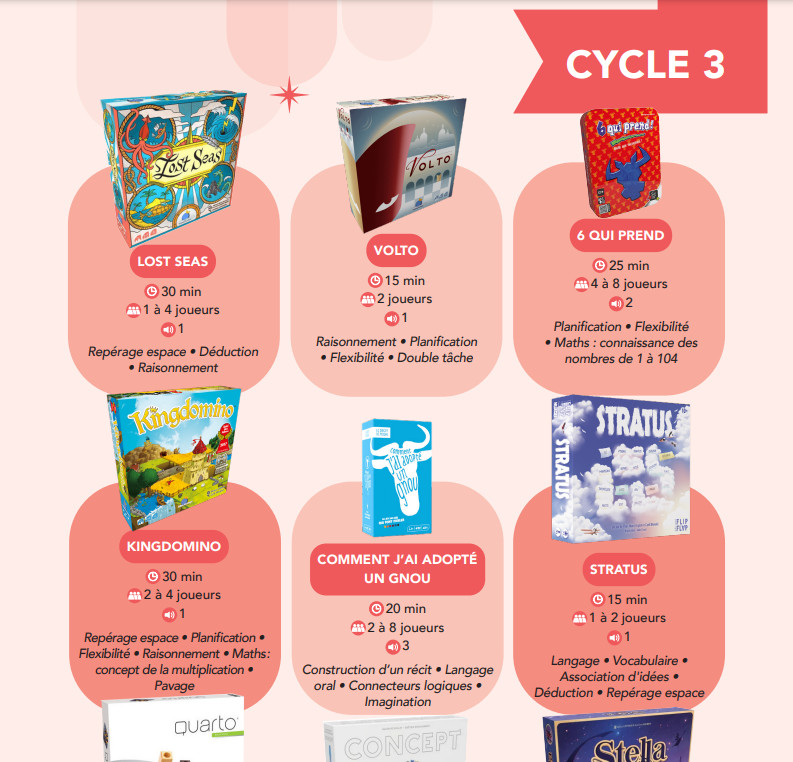 CYCLE 3
Lost Seas
LOST SEAS
30 min
1 à 4 joueurs
1
Repérage espace • Déduction
• Raisonnement
VOLTO
VOLTO
15 min
2 joueurs
1
Raisonnement • Planification
• Flexibilité • Double tâche
6 qui prend!
6 QUI PREND
25 min
4 à 8 joueurs
2
Planification • Flexibilité
• Maths : connaissance des
nombres de 1 à 104
Kingdomino
KINGDOMINO
30 min
2 à 4 joueurs
1
Repérage espace • Planification •
Flexibilité • Raisonnement • Maths:
concept de la multiplication •
Pavage
comment
j'ai adopté
un
gnou
COMMENT J'AI ADOPTÉ
UN GNOU
20 min
2 à 8 joueurs
3
Construction d'un récit • Langage
oral • Connecteurs logiques •
Imagination
STRATUS
STRATUS
FLIP
FLAP
STRATUS
15 min
1 à 2 joueurs
1
Langage • Vocabulaire •
Association d'idées •
Déduction • Repérage espace
quarto
CONCEPT
Stella